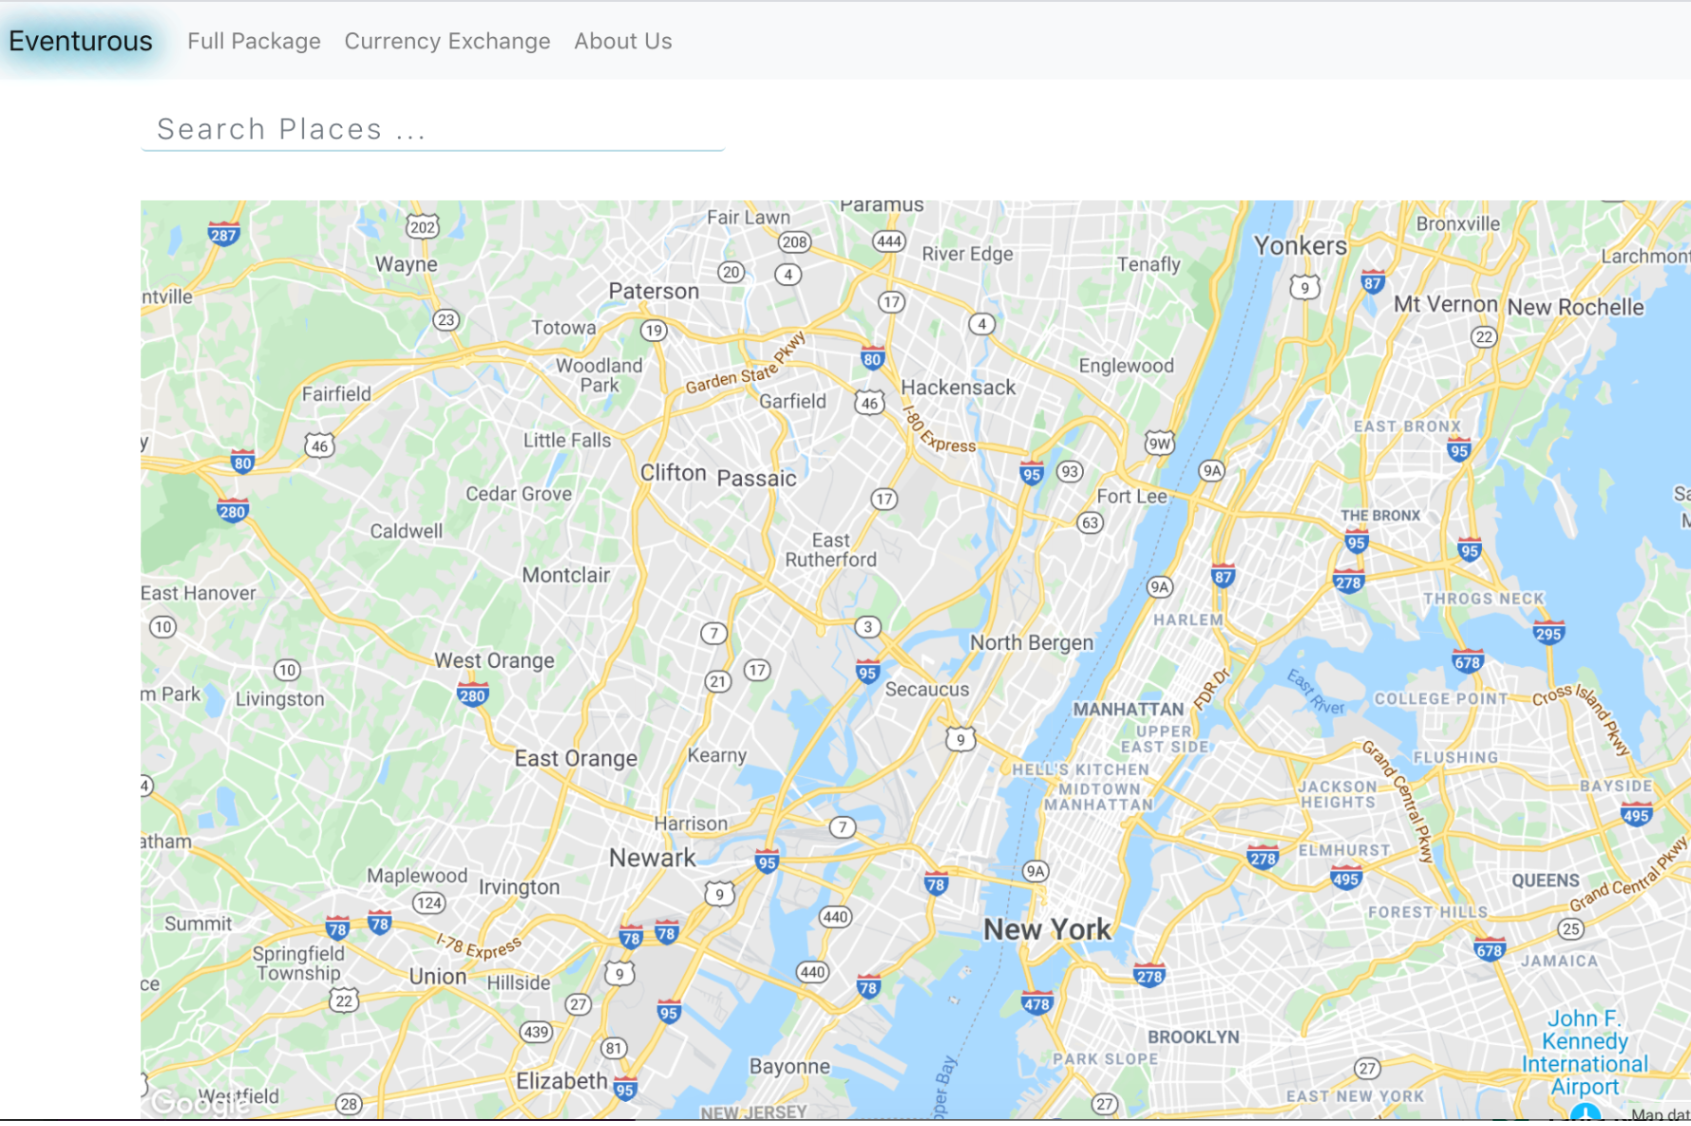 Eventurous Full Package Currency Exchange About Us
Search Places ...
Paramus
Fair Lawn
287
202
208
444
Bronxville
Yonkers
River Edge
Larchmont
Wayne
Tenafly
20
4
9
87
Paterson
ntville
17
Mt Vernon
New Rochelle
23
Totowa
19
4
22
80
Garden State Pkwy
Woodland
Park
Englewood
Hackensack
Fairfield
Garfield
46
I-80 Express
EAST BRONX
Little Falls
46
9W
95
80
Clifton
Passaic
95
93
9A
Cedar Grove
17
Fort Lee
280
63
THE BRONX
Caldwell
East
Rutherford
95
95
Montclair
87
278
9A
East Hanover
THROGS NECK
10
7
3
HARLEM
295
North Bergen
West Orange
678
10
17
95
21
280
m Park
Livingston
Secaucus
FDR Dr
East River
COLLEGE POINT
Cross Island Pkwy
MANHATTAN
UPPER
EAST SIDE
9
East Orange
Kearny
HELL'S KITCHEN
MIDTOWN
MANHATTAN
Grand Central Pkwy
FLUSHING
JACKSON
HEIGHTS
BAYSIDE
495
Harrison
7
atham
Newark
95
278
ELMHURST
495
9A
78
Maplewood
Irvington
9
QUEENS
Grand Central Pkwy
124
440
FOREST HILLS
Summit
78
78
78
78
New York
25
I-78 Express
678
Springfield
Township
JAMAICA
Union
Hillside
9
440
278
78
22
27
95
478
439
BROOKLYN
John F.
Kennedy
International
Airport
81
PARK SLOPE
Bayonne
27
Elizabeth
95
Westfield
EAST NEW YORK
Google
28
NEW JERSEY
27